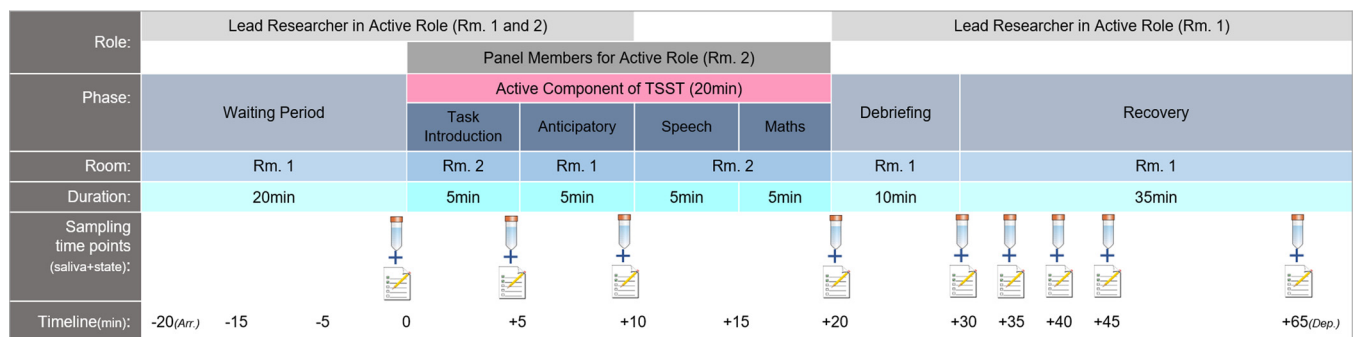 Role:
Lead Researcher in Active Role (Rm. 1 and 2)
Lead Researcher in Active Role (Rm. 1)
Panel Members for Active Role (Rm. 2)
Phase:
Waiting Period
Active Component of TSST (20min)
Task
Introduction
Anticipatory
Speech
Maths
Debriefing
Recovery
Room:
Rm. 1
Rm. 2
Rm. 1
Rm. 2
Rm. 1
Rm. 1
Duration:
20min
5min
5min
5min
5min
10min
35min
Sampling
time points
(saliva+state):
Timeline(min):
-20(Arr.)
-15
-5
0
+5
+10
+15
+20
+30
+35
+40
+45
+65(Dep.)